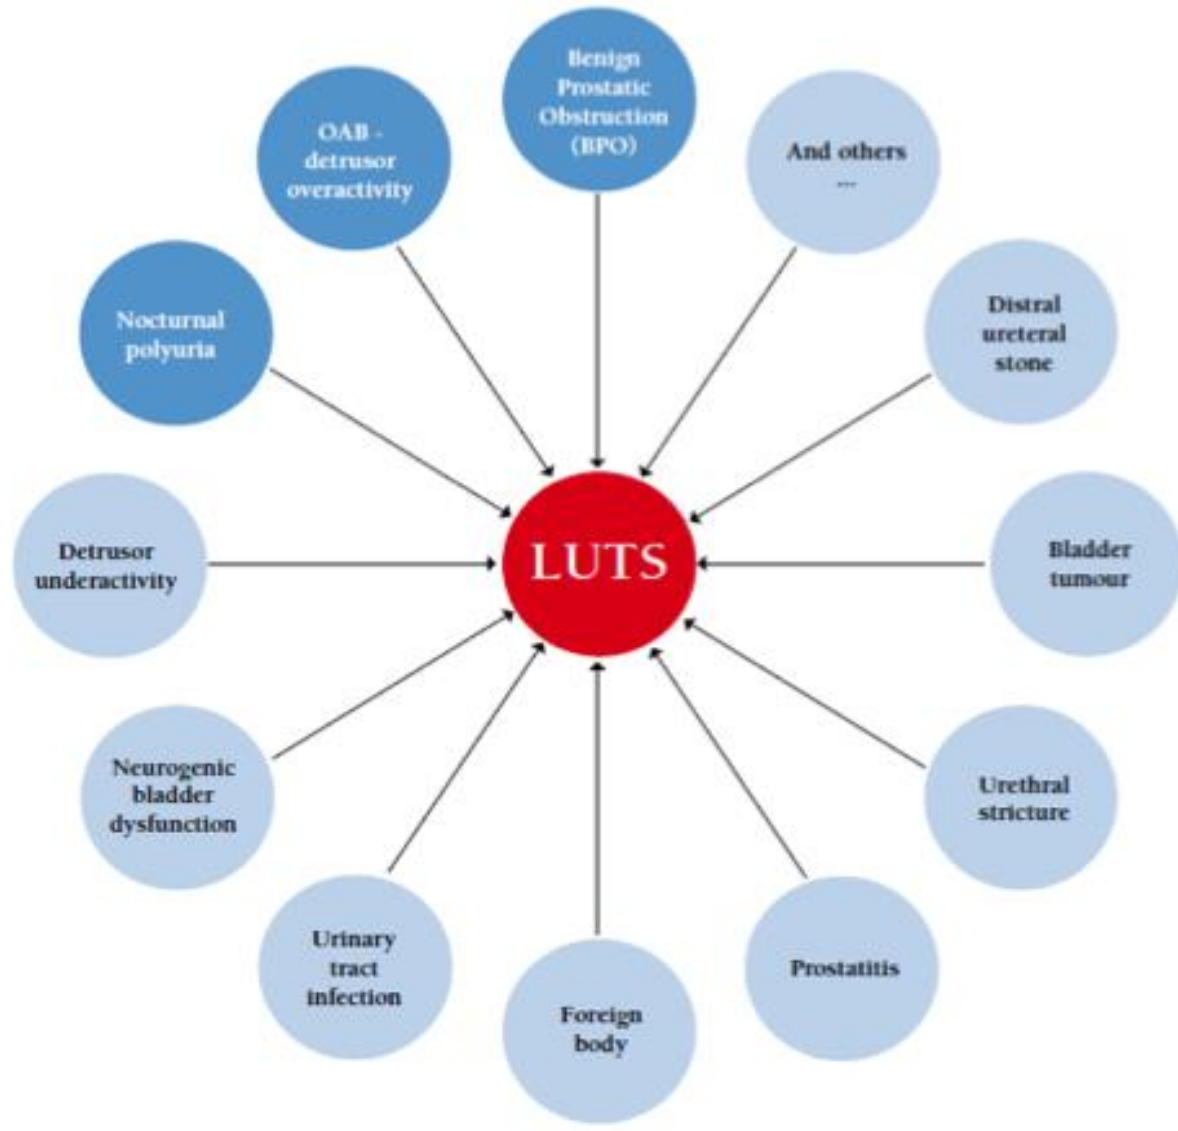 Benign
Prostatic
Obstruction
(BPO)
And others
...
Distral
ureteral
stone
Bladder
tumour
Urethral
stricture
Prostatitis
Foreign
body
Urinary
tract
infection
Neurogenic
bladder
dysfunction
Detrusor
underactivity
Nocturnal
polyuria
OAB -
detrusor
overactivity
LUTS